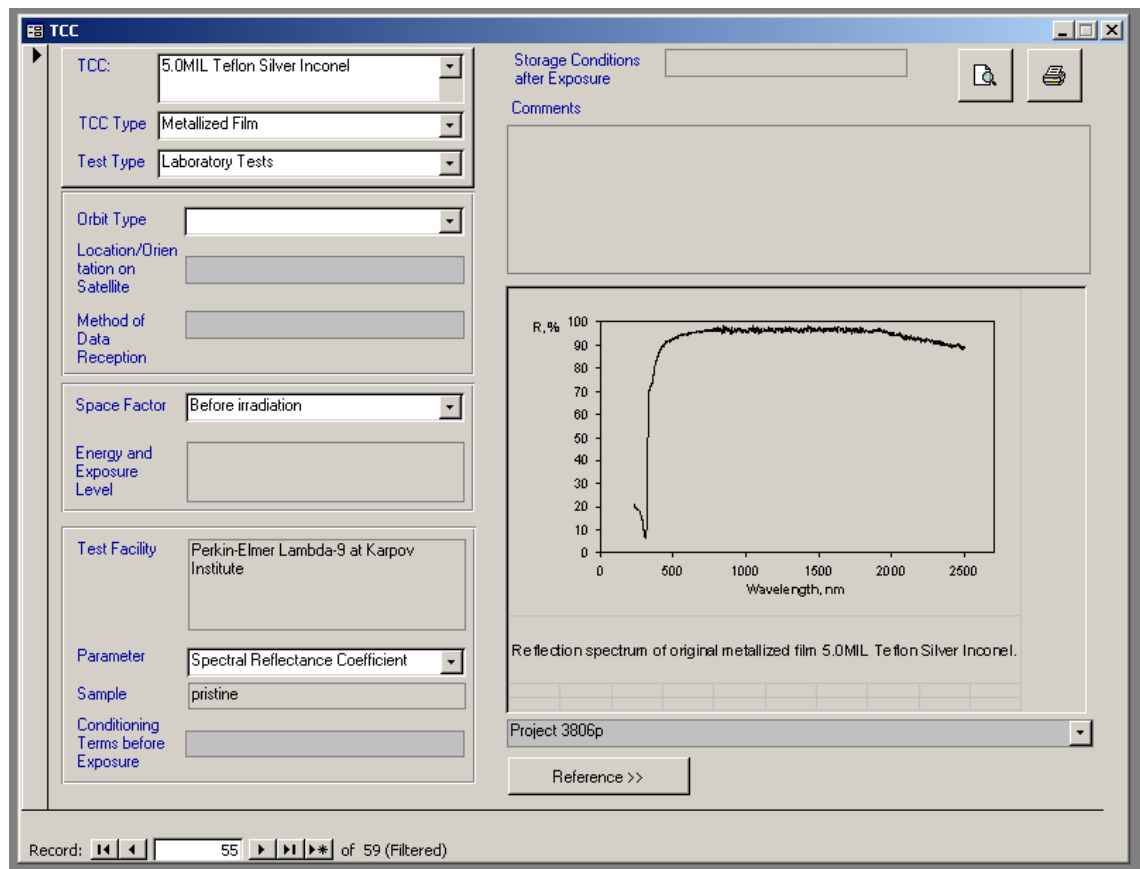 TCC
TCC: 5.0MIL Teflon Silver Inconel
TCC Type Metallized Film
Test Type Laboratory Tests
Orbit Type
Location/Orien
tation on
Satellite
Method of
Data
Reception
Space Factor Before irradiation
Energy and
Exposure
Level
Test Facility Perkin-Elmer Lambda-9 at Karpov
Institute
Parameter Spectral Reflectance Coefficient
Sample pristine
Conditioning
Terms before
Exposure
Storage Conditions
after Exposure
Comments
R,%
100
90
80
70
60
50
40
30
20
10
0
0 500 1000 1500 2000 2500
Wavelength, nm
Reflection spectrum of original metallized film 5.0MIL Teflon Silver Inconel.
Project 3806p
Reference >>
Record: 55 of 59 (Filtered)